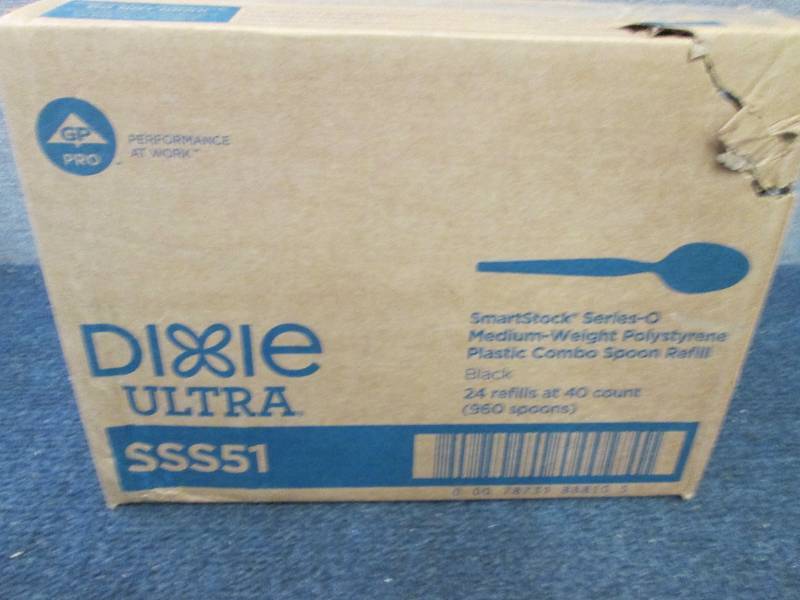 GP
PRO
PERFORMANCE
AT WORK™
SmartStock® Series-O
Medium-Weight Polystyrene
Plastic Combo Spoon Refill
Black
24 refills at 40 count
(960 spoons)
DIXIE
ULTRA
SSS51